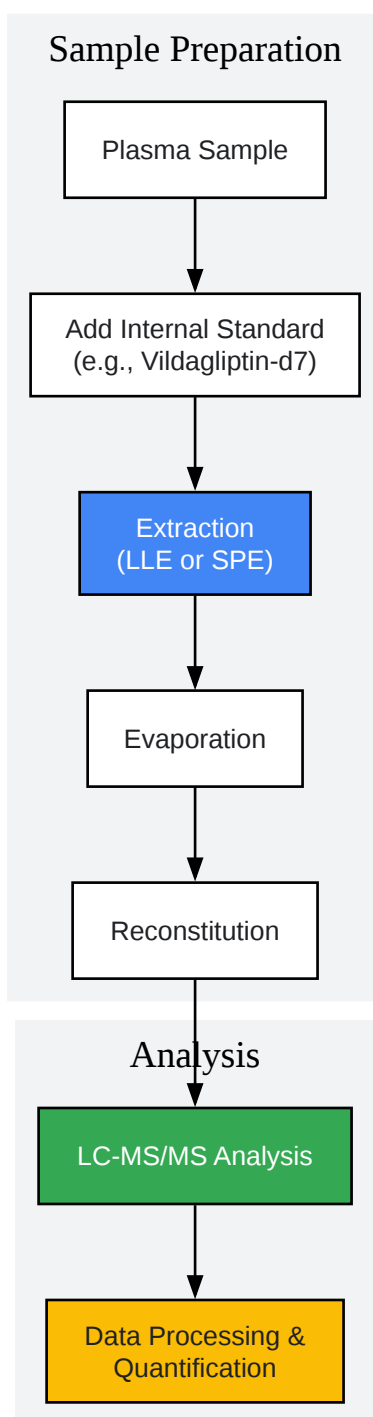 Sample Preparation
Plasma Sample
Add Internal Standard
(e.g., Vildagliptin-d7)
Extraction
(LLE or SPE)
Evaporation
Reconstitution
Analysis
LC-MS/MS Analysis
Data Processing &
Quantification